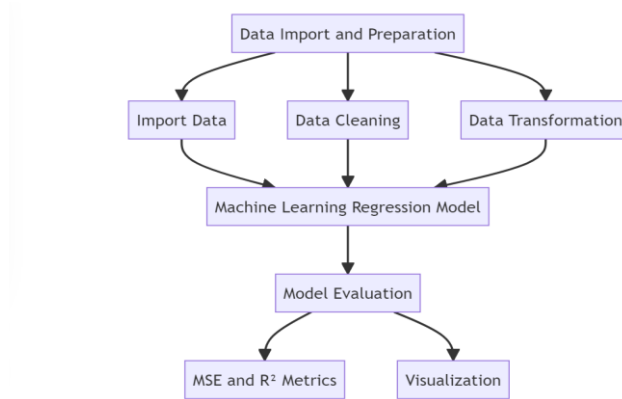 Data Import and Preparation
Import Data
Data Cleaning
Data Transformation
Machine Learning Regression Model
Model Evaluation
MSE and R² Metrics
Visualization